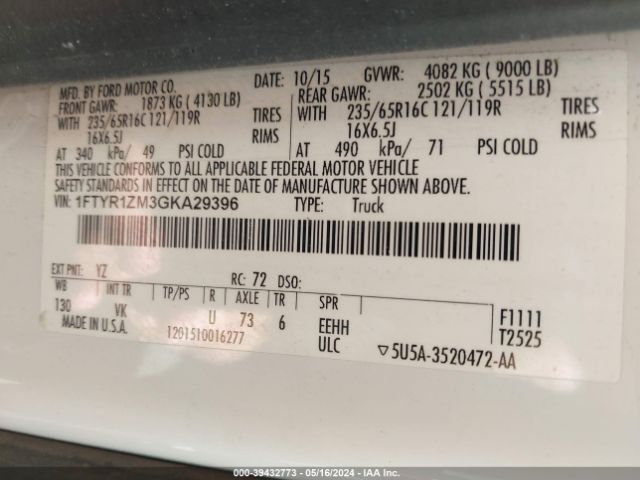 MFD. BY FORD MOTOR CO. DATE: 10/15 GVWR: 4082 KG ( 9000 LB)
FRONT GAWR: 1873 KG ( 4130 LB) REAR GAWR: 2502 KG ( 5515 LB)
WITH 235/65R16C 121/119R TIRES WITH 235/65R16C 121/119R TIRES
16X6.5J RIMS 16X6.5J RIMS
AT 340 kPa/ 49 PSI COLD AT 490 kPa/ 71 PSI COLD
THIS VEHICLE CONFORMS TO ALL APPLICABLE FEDERAL MOTOR VEHICLE
SAFETY STANDARDS IN EFFECT ON THE DATE OF MANUFACTURE SHOWN ABOVE.
VIN: 1FTYR1ZM3GKA29396 TYPE: Truck
EXT PNT: YZ RC: 72 DSO:
WB INT TR TP/PS R AXLE TR SPR
130 VK U 73 6 EEHH F1111
MADE IN U.S.A. 1201510016277 ULC T2525
▽5U5A-3520472-AA
000-39432773 - 05/16/2024 - IAA Inc.